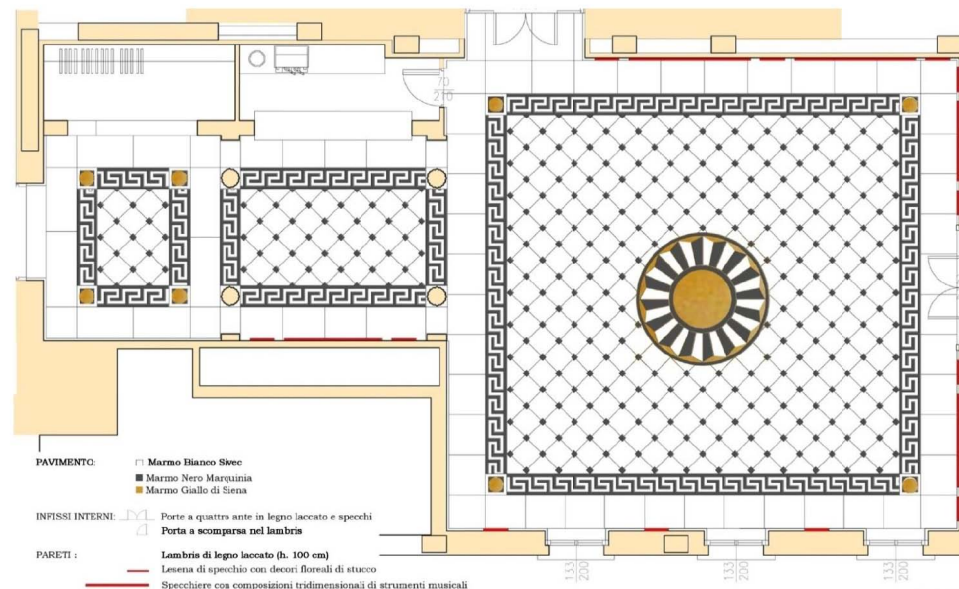 70
210
PAVIMENTO:
Marmo Bianco Sivec
Marmo Nero Marquinia
Marmo Giallo di Siena
INFISSI INTERNI:
Porte a quattro ante in legno laccato e specchi
Porta a scomparsa nel lambris
PARETI :
Lambris di legno laccato (h. 100 cm)
Lesena di specchio con decori floreali di stucco
Specchiere cos composizioni tridimensionali di strumenti musicali
133
200
133
200
133
200